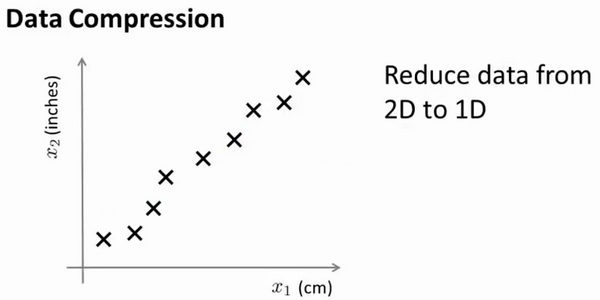 Data Compression
x₂ (inches)
Reduce data from
2D to 1D
x₁ (cm)